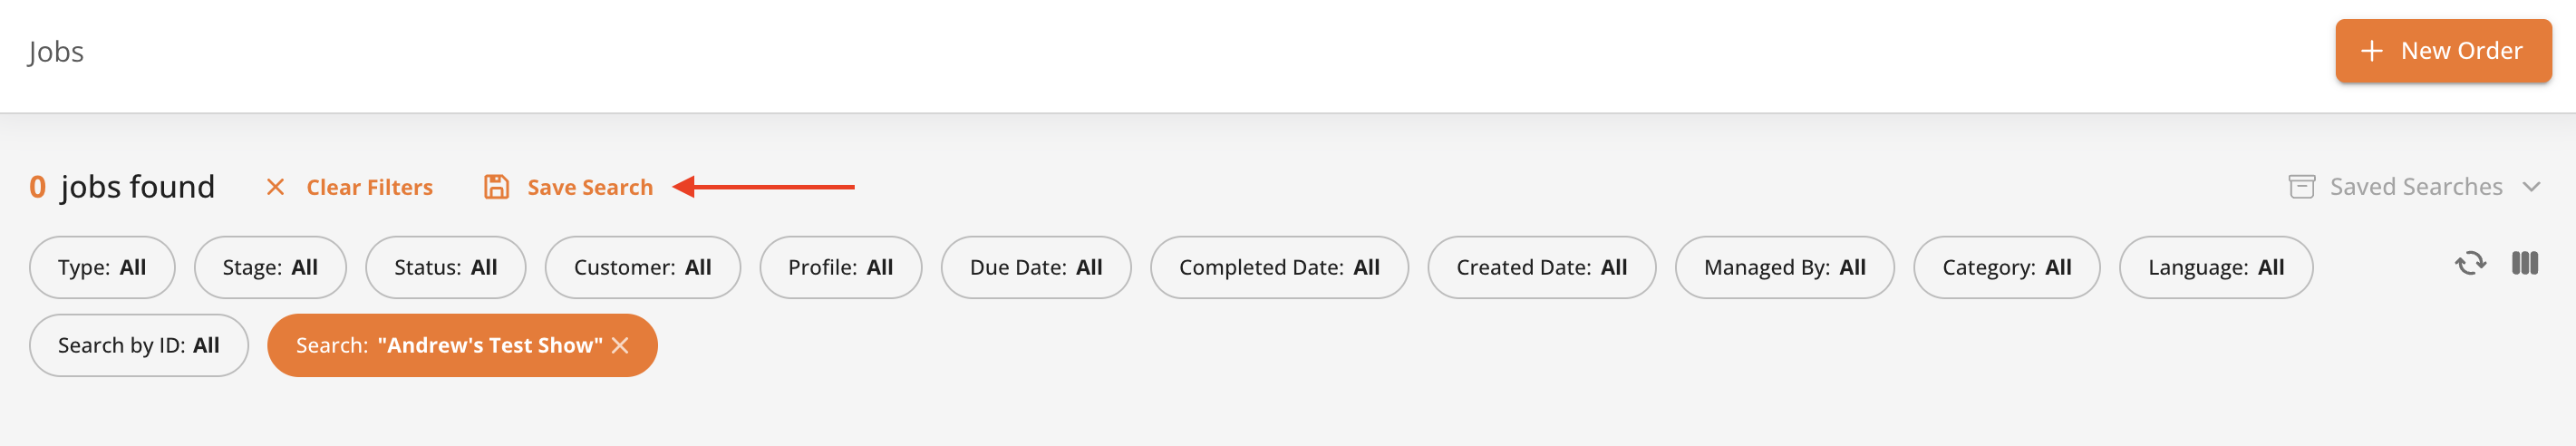 Jobs
New Order
0 jobs found Clear Filters Save Search Saved Searches
Type: All Stage: All Status: All Customer: All Profile: All Due Date: All Completed Date: All Created Date: All Managed By: All Category: All Language: All
Search by ID: All Search: "Andrew's Test Show"